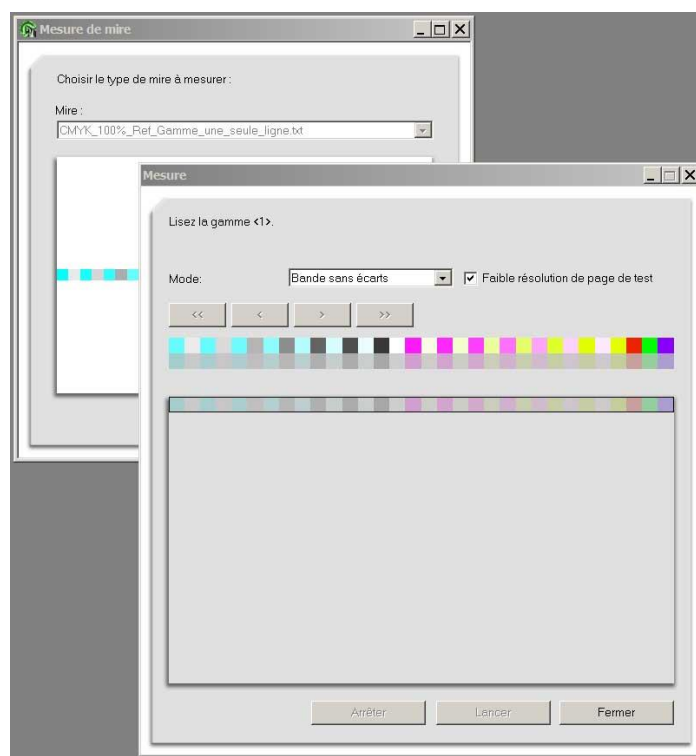 Mesure de mire
Choisir le type de mire à mesurer :
Mire :
CMYK_100%_Ref_Gamme_une_seule_ligne.txt
Mesure
Lisez la gamme <1>.
Mode:
Bande sans écarts
Faible résolution de page de test
<<
<
>
>>
Arrêter
Lancer
Fermer